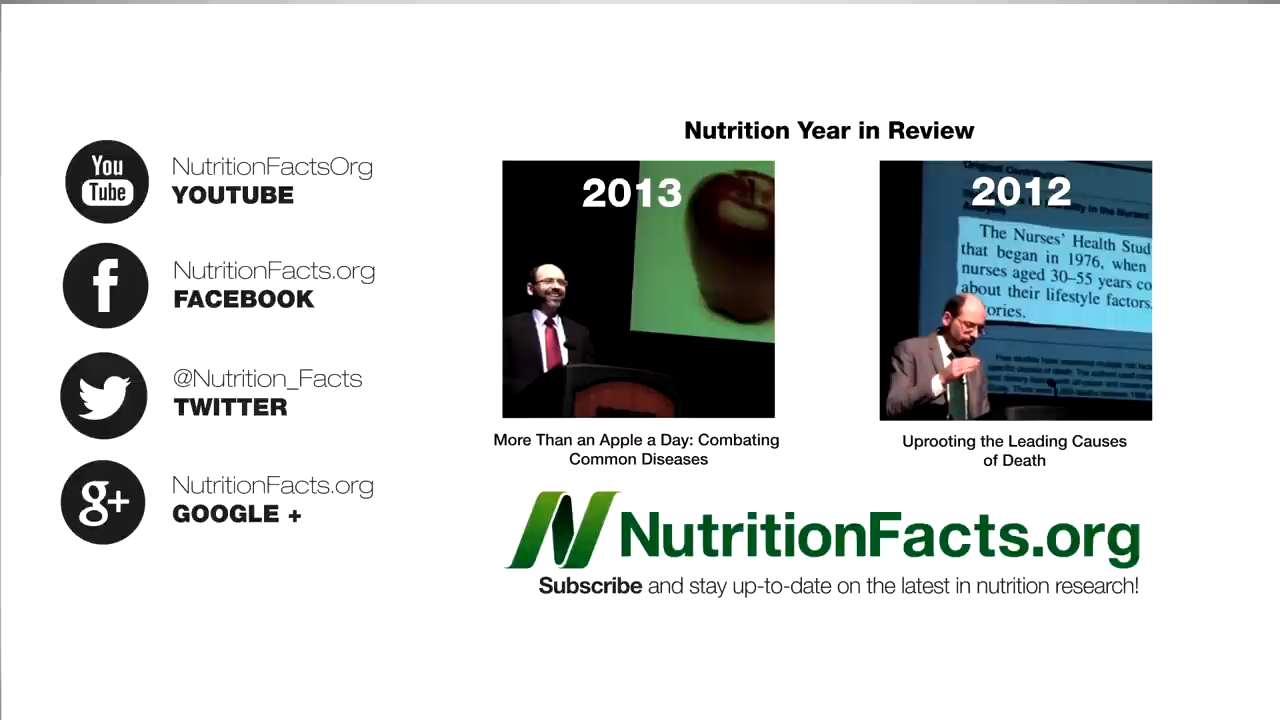 You
Tube
NutritionFactsOrg
YOUTUBE
f
NutritionFacts.org
FACEBOOK
@Nutrition_Facts
TWITTER
g+
NutritionFacts.org
GOOGLE +
Nutrition Year in Review
2013
More Than an Apple a Day: Combating
Common Diseases
2012
The Nurses' Health Stud
that began in 1976, when
nurses aged 30–55 years co
about their lifestyle factors
ories.
Uprooting the Leading Causes
of Death
NutritionFacts.org
Subscribe and stay up-to-date on the latest in nutrition research!